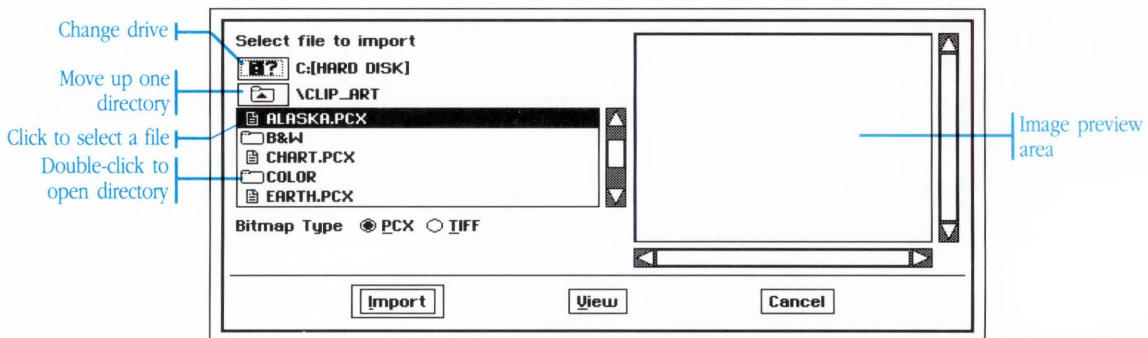 Change drive
Move up one
directory
Click to select a file
Double-click to
open directory
Select file to import
C:[HARD DISK]
\CLIP_ART
ALASKA.PCX
B&W
CHART.PCX
COLOR
EARTH.PCX
Bitmap Type PCX TIFF
Import View Cancel
Image preview
area